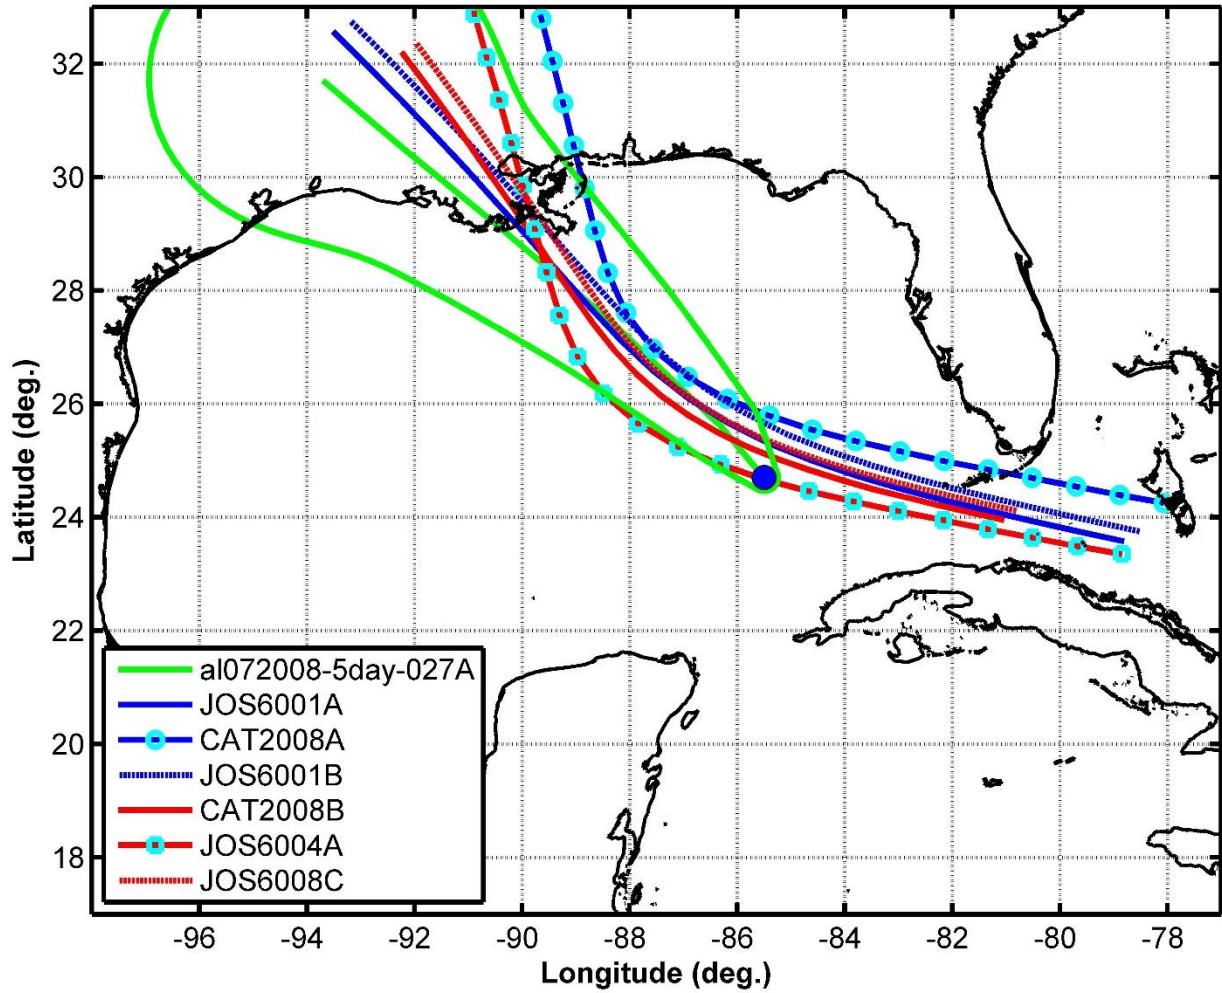 32
30
28
26
24
22
20
18
Latitude (deg.)
al072008-5day-027A
JOS6001A
CAT2008A
JOS6001B
CAT2008B
JOS6004A
JOS6008C
-96 -94 -92 -90 -88 -86 -84 -82 -80 -78
Longitude (deg.)